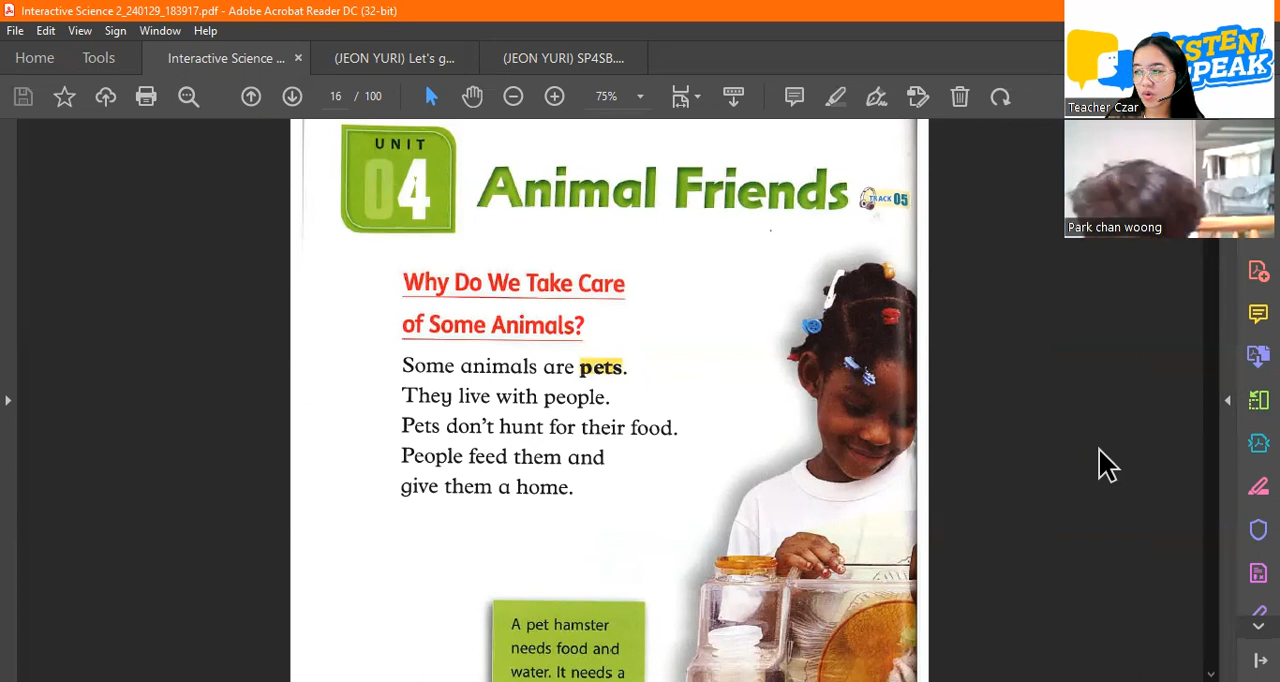 Interactive Science 2_240129_183917.pdf - Adobe Acrobat Reader DC (32-bit)
File Edit View Sign Window Help
Home Tools Interactive Science ... × (JEON YURI) Let's g... (JEON YURI) SP4SB....
16 / 100 75%
LISTEN
SPEAK
Teacher Czar
Park chan woong
UNIT
04
Animal Friends
TRACK 05
Why Do We Take Care
of Some Animals?
Some animals are pets.
They live with people.
Pets don't hunt for their food.
People feed them and
give them a home.
A pet hamster
needs food and
water. It needs a